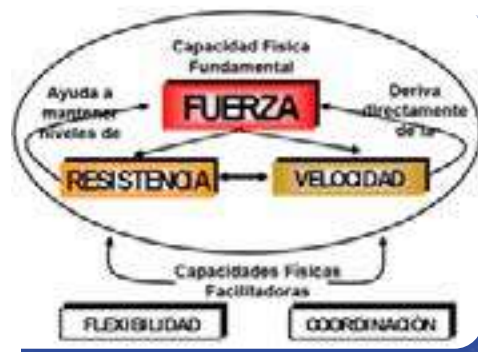 Capacidad Física
Fundamental
Ayuda a
mantener
niveles de
FUERZA
Deriva
directamente
de la
RESISTENCIA
VELOCIDAD
Capacidades Físicas
Facilitadoras
FLEXIBILIDAD
COORDINACIÓN